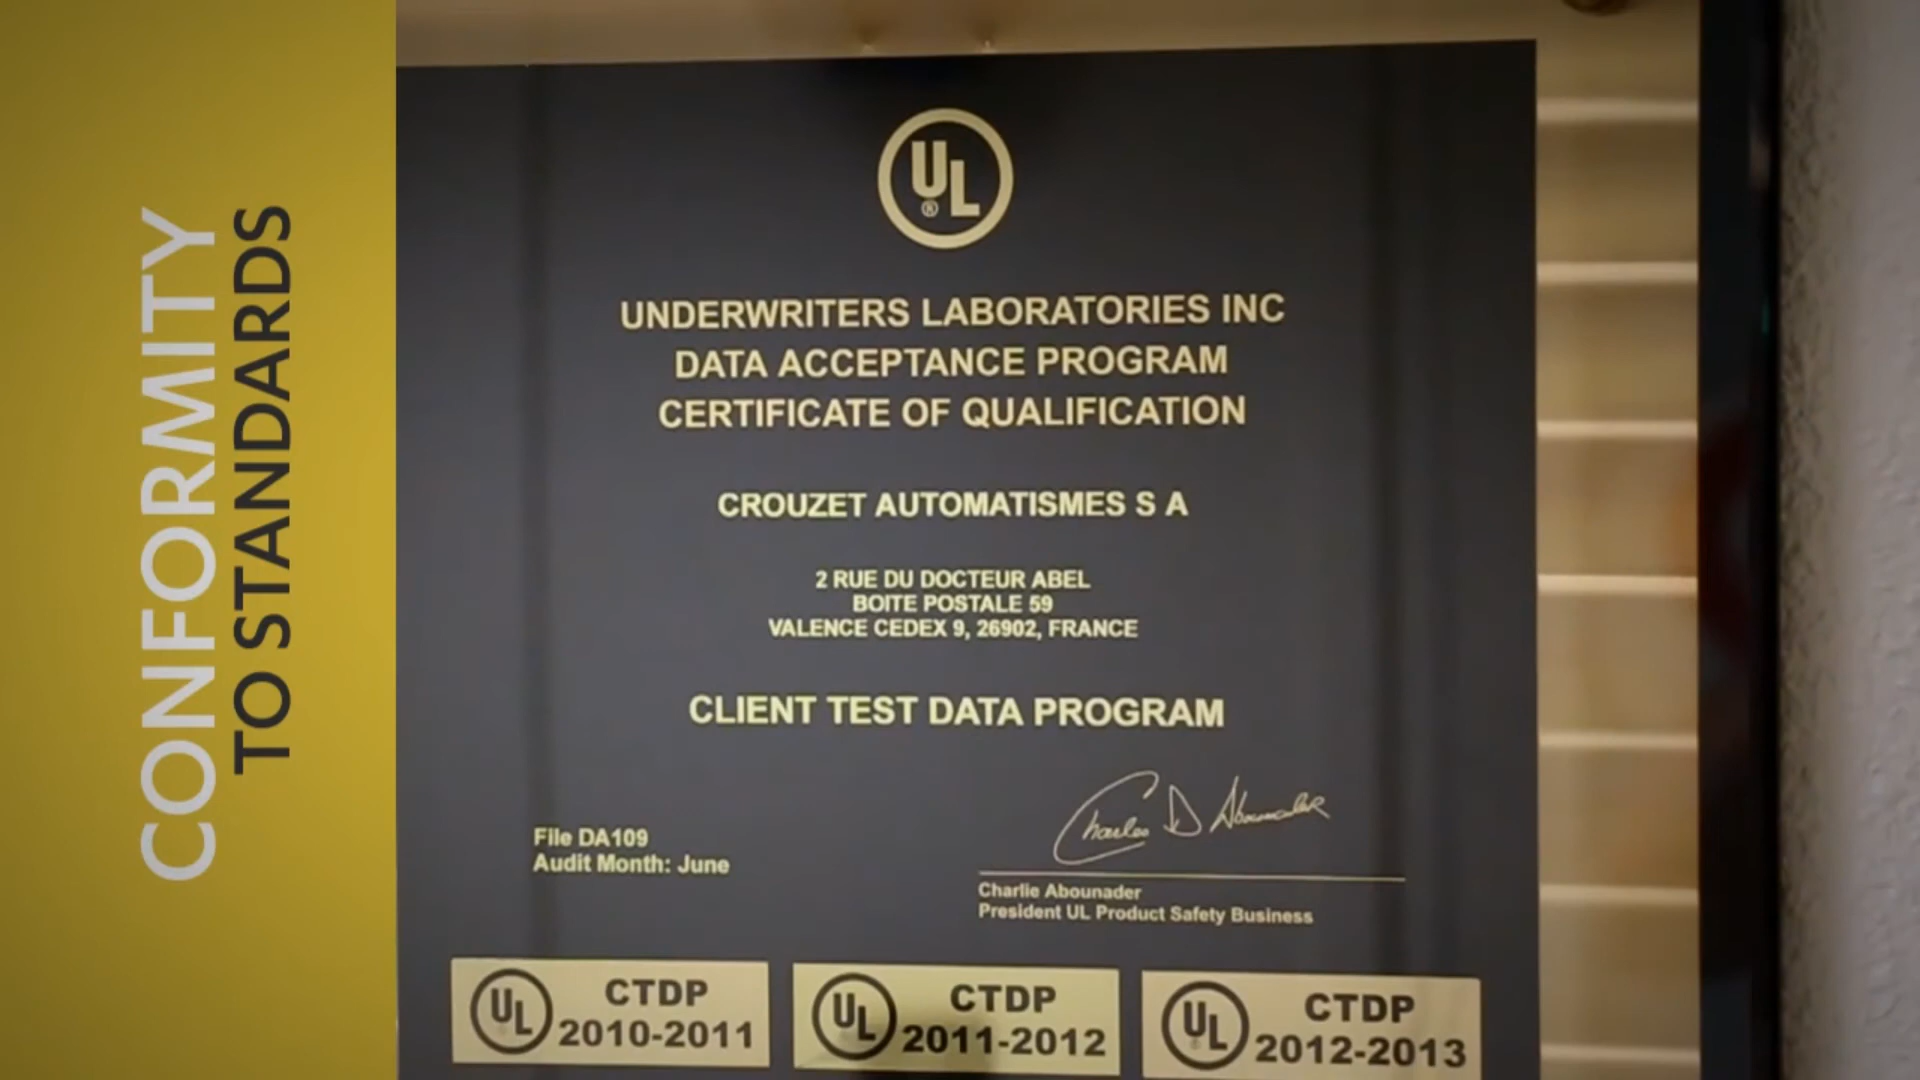 CONFORMITY
TO STANDARDS
UL®
UNDERWRITERS LABORATORIES INC
DATA ACCEPTANCE PROGRAM
CERTIFICATE OF QUALIFICATION
CROUZET AUTOMATISMES S A
2 RUE DU DOCTEUR ABEL
BOITE POSTALE 59
VALENCE CEDEX 9, 26902, FRANCE
CLIENT TEST DATA PROGRAM
File DA109
Audit Month: June
Charles D Abounader
Charlie Abounader
President UL Product Safety Business
UL CTDP
2010-2011
UL CTDP
2011-2012
UL CTDP
2012-2013